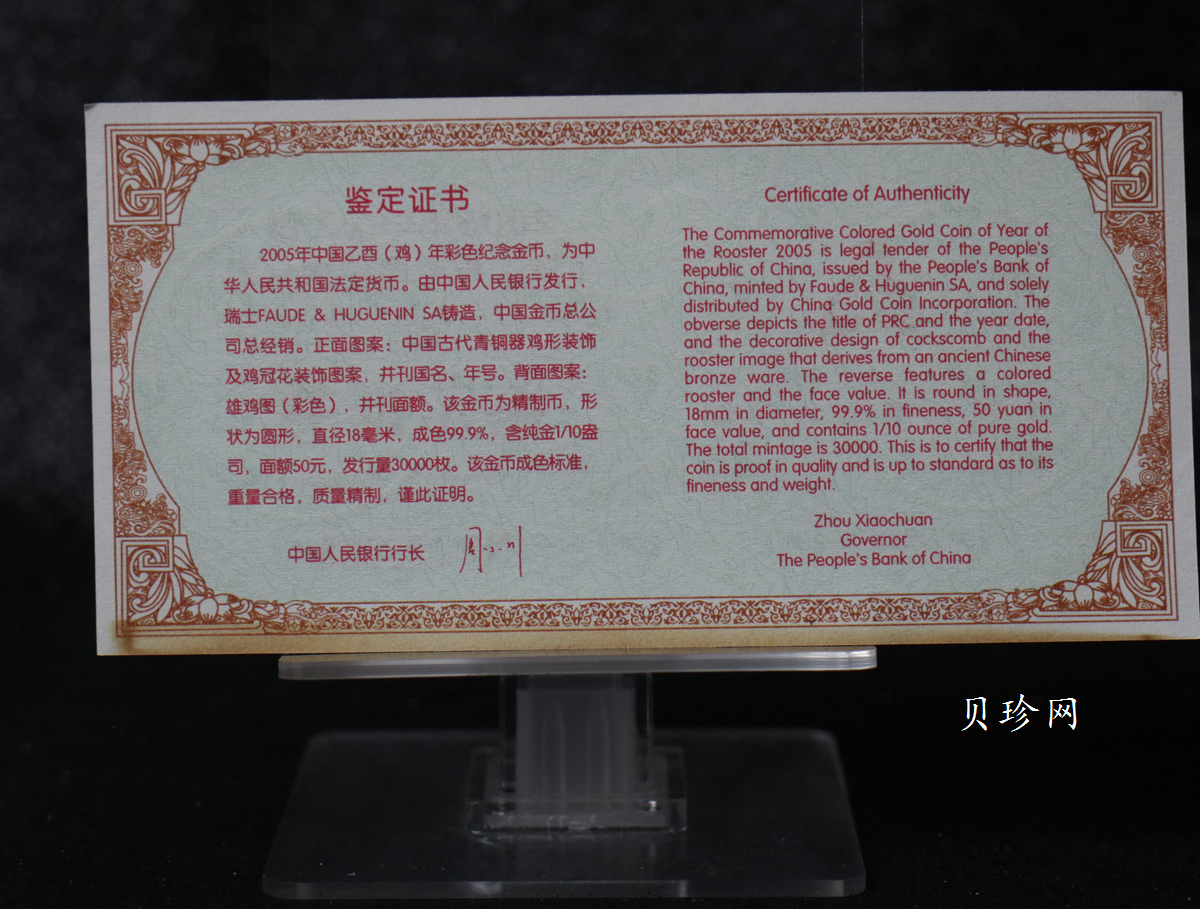 鉴定证书
2005年中国乙酉（鸡）年彩色纪念金币，为中
华人民共和国法定货币。由中国人民银行发行，
瑞士FAUDE & HUGUENIN SA铸造，中国金币总公
司总经销。正面图案：中国古代青铜器鸡形装饰
及鸡冠花装饰图案，并刊国名、年号。背面图案：
雄鸡图（彩色），并刊面额。该金币为精制币，形
状为圆形，直径18毫米，成色99.9%，含纯金1/10盎
司，面额50元，发行量30000枚。该金币成色标准，
重量合格，质量精制，谨此证明。
中国人民银行行长
Certificate of Authenticity
The Commemorative Colored Gold Coin of Year of
the Rooster 2005 is legal tender of the People's
Republic of China, issued by the People's Bank of
China, minted by Faude & Huguenin SA, and solely
distributed by China Gold Coin Incorporation. The
obverse depicts the title of PRC and the year date,
and the decorative design of cockscomb and the
rooster image that derives from an ancient Chinese
bronze ware. The reverse features a colored
rooster and the face value. It is round in shape,
18mm in diameter, 99.9% in fineness, 50 yuan in
face value, and contains 1/10 ounce of pure gold.
The total mintage is 30000. This is to certify that the
coin is proof in quality and is up to standard as to its
fineness and weight.
Zhou Xiaochuan
Governor
The People's Bank of China
贝珍网